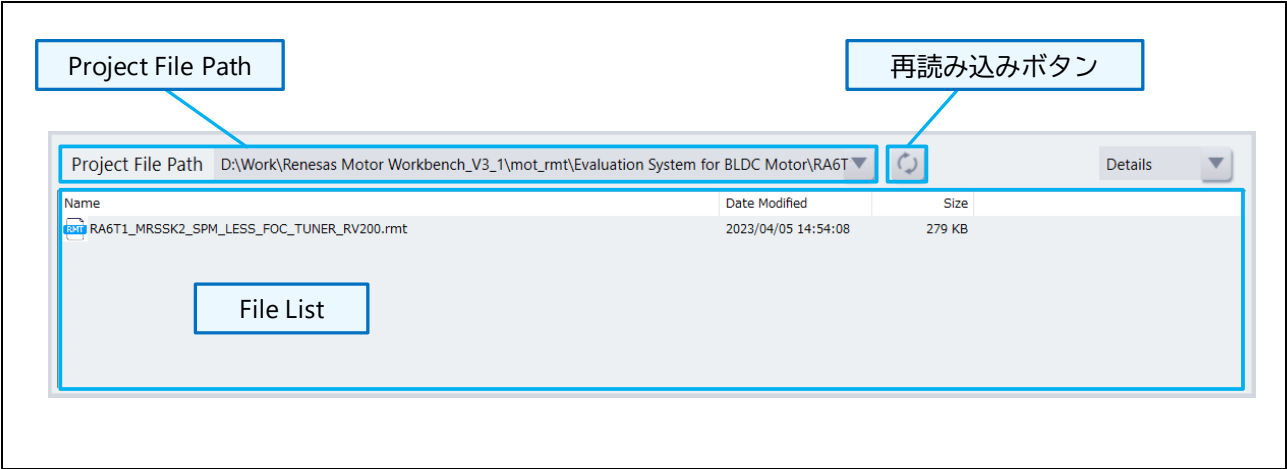 Project File Path
再読み込みボタン
Project File Path D:\Work\Renesas Motor Workbench_V3_1\mot_rmt\Evaluation System for BLDC Motor\RA6T
Details
Name Date Modified Size
RMT RA6T1_MRSSK2_SPM_LESS_FOC_TUNER_RV200.rmt 2023/04/05 14:54:08 279 KB
File List